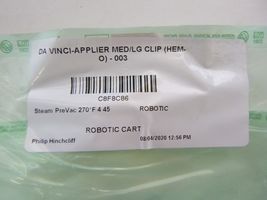 DA VINCI-APPLIER MED/LG CLIP (HEM-
O) - 003
C8F8C86
Steam PreVac 270°F 4 45 ROBOTIC
ROBOTIC CART
Philip Hinchcliff 08/04/2020 12:56 PM